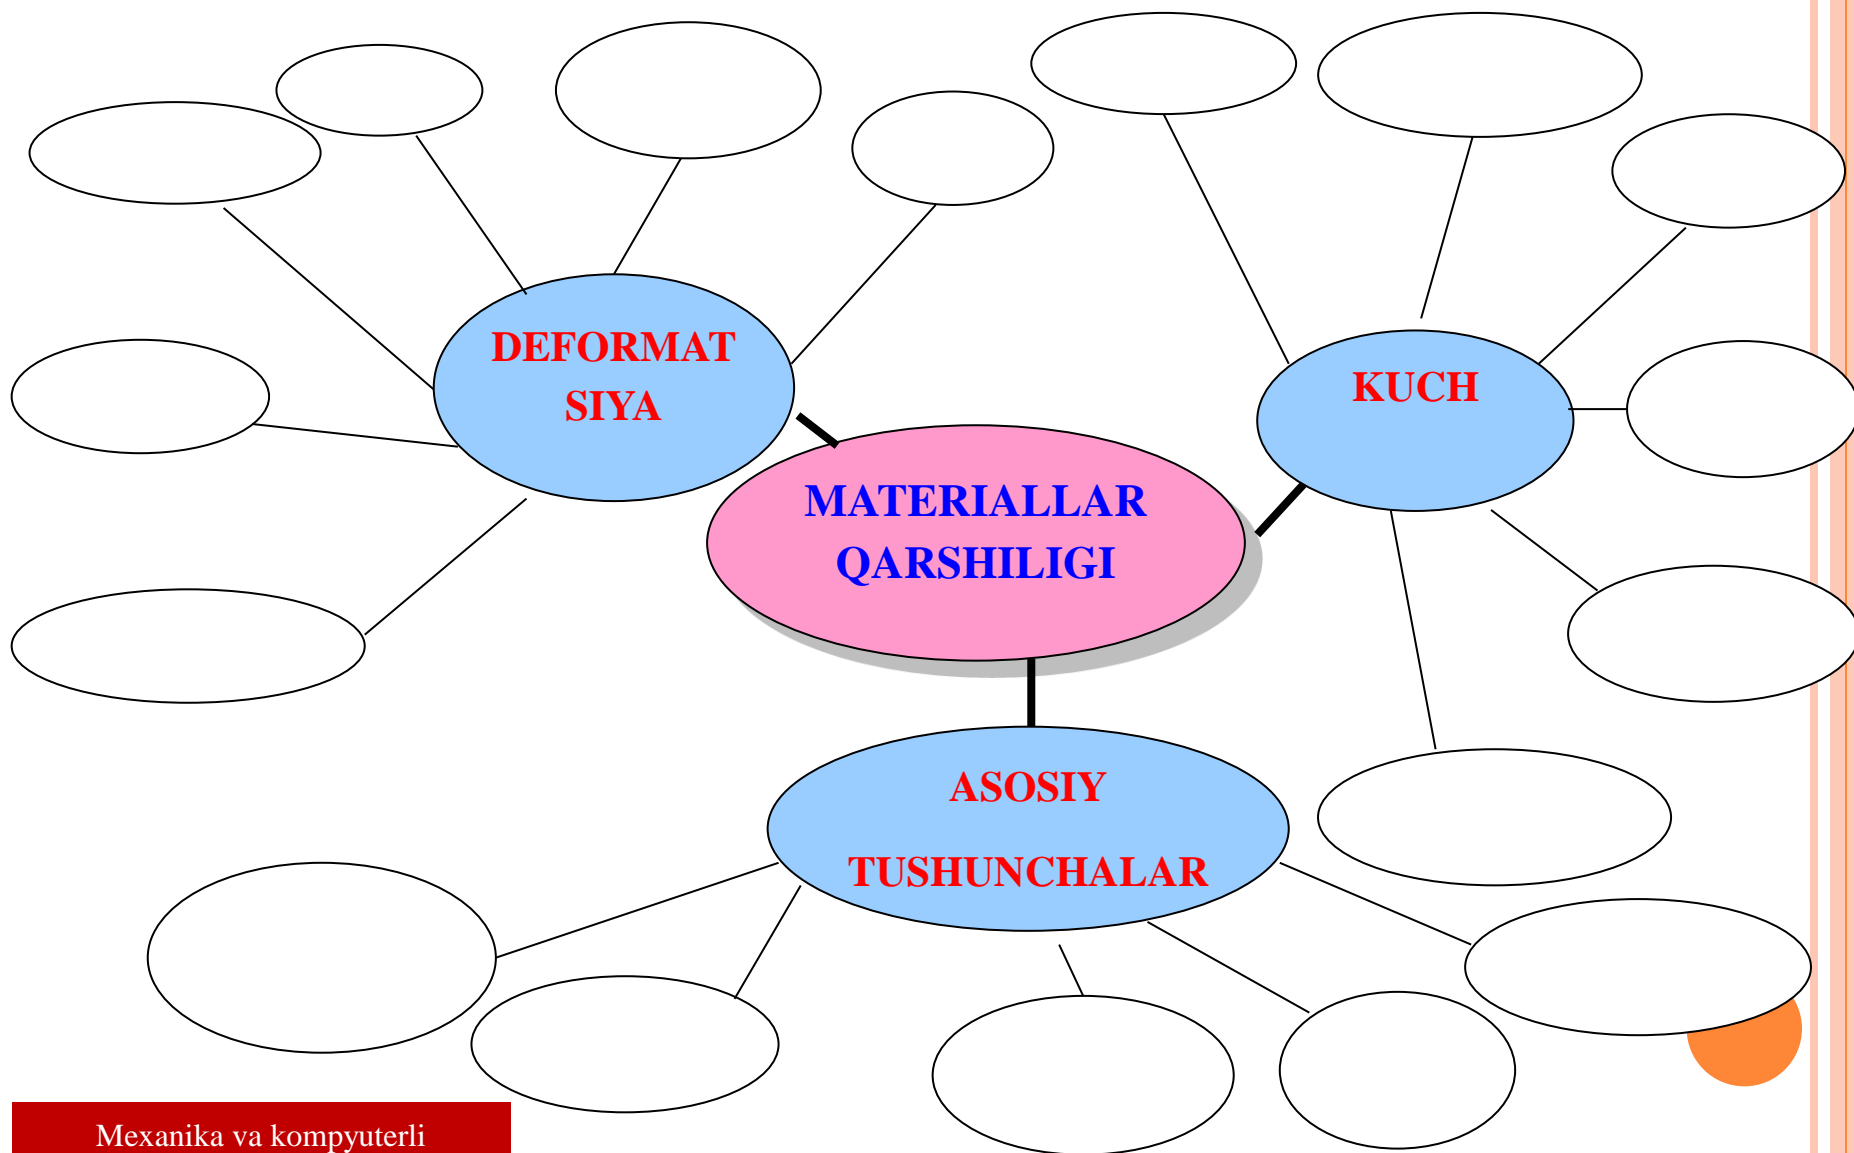 DEFORMAT
SIYA
KUCH
MATERIALLAR
QARSHILIGI
ASOSIY
TUSHUNCHALAR
Mexanika va kompyuterli